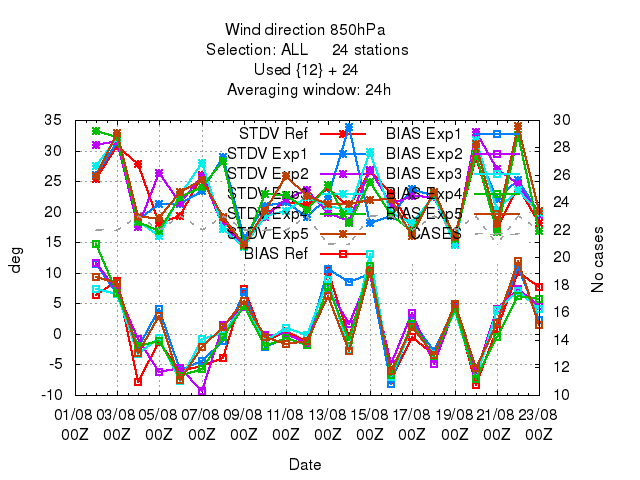 Wind direction 850hPa
Selection: ALL 24 stations
Used {12} + 24
Averaging window: 24h
35 30
30 28
25 26
20 24
15 22
10 20
5 18
0 16
-5 14
-10 12
10
deg
No cases
STDV Ref
STDV Exp1
STDV Exp2
STDV Exp3
STDV Exp4
STDV Exp5
BIAS Ref
BIAS Exp1
BIAS Exp2
BIAS Exp3
BIAS Exp4
BIAS Exp5
CASES
01/08 03/08 05/08 07/08 09/08 11/08 13/08 15/08 17/08 19/08 21/08 23/08
00Z 00Z 00Z 00Z 00Z 00Z 00Z 00Z 00Z 00Z 00Z 00Z
Date